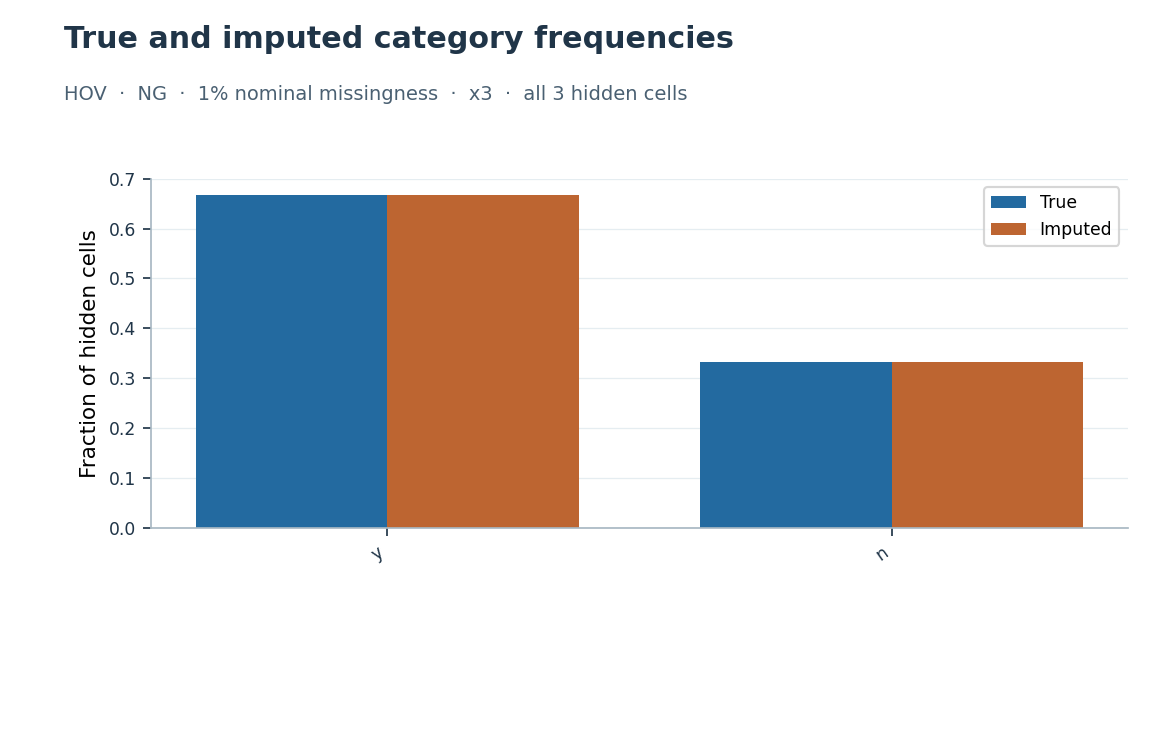 True and imputed category frequencies
HOV · NG · 1% nominal missingness · x3 · all 3 hidden cells
Fraction of hidden cells
0.7
0.6
0.5
0.4
0.3
0.2
0.1
0.0
True
Imputed
y
n